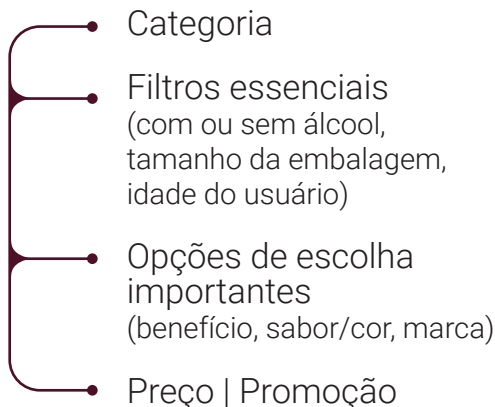 Categoria
Filtros essenciais
(com ou sem álcool,
tamanho da embalagem,
idade do usuário)
Opções de escolha
importantes
(benefício, sabor/cor, marca)
Preço | Promoção